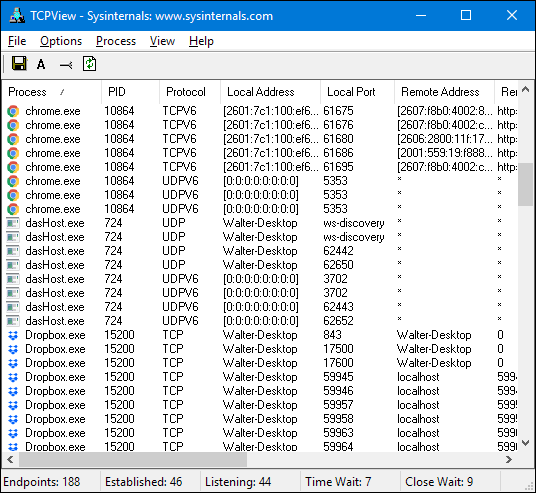 TCPView - Sysinternals: www.sysinternals.com
File Options Process View Help
A
Process / PID Protocol Local Address Local Port Remote Address Rer
chrome.exe 10864 TCPV6 [2601:7c1:100:ef6... 61675 [2607:f8b0:4002:8... http:
chrome.exe 10864 TCPV6 [2601:7c1:100:ef6... 61676 [2607:f8b0:4002:c... http:
chrome.exe 10864 TCPV6 [2601:7c1:100:ef6... 61680 [2606:2800:11f:17... http:
chrome.exe 10864 TCPV6 [2601:7c1:100:ef6... 61686 [2001:559:19:f888... http:
chrome.exe 10864 TCPV6 [2601:7c1:100:ef6... 61695 [2607:f8b0:4002:c... http:
chrome.exe 10864 UDPV6 [0:0:0:0:0:0:0:0] 5353 *
chrome.exe 10864 UDPV6 [0:0:0:0:0:0:0:0] 5353 * *
chrome.exe 10864 UDPV6 [0:0:0:0:0:0:0:0] 5353 * *
dasHost.exe 724 UDP Walter-Desktop ws-discovery * *
dasHost.exe 724 UDP Walter-Desktop ws-discovery * *
dasHost.exe 724 UDP Walter-Desktop 62442 * *
dasHost.exe 724 UDP Walter-Desktop 62650 * *
dasHost.exe 724 UDPV6 [0:0:0:0:0:0:0:0] 3702 * *
dasHost.exe 724 UDPV6 [0:0:0:0:0:0:0:0] 3702 * *
dasHost.exe 724 UDPV6 [0:0:0:0:0:0:0:0] 62443 * *
dasHost.exe 724 UDPV6 [0:0:0:0:0:0:0:0] 62652 * *
Dropbox.exe 15200 TCP Walter-Desktop 843 Walter-Desktop 0
Dropbox.exe 15200 TCP Walter-Desktop 17500 Walter-Desktop 0
Dropbox.exe 15200 TCP Walter-Desktop 17600 Walter-Desktop 0
Dropbox.exe 15200 TCP Walter-Desktop 59945 localhost 5994
Dropbox.exe 15200 TCP Walter-Desktop 59946 localhost 5994
Dropbox.exe 15200 TCP Walter-Desktop 59957 localhost 5995
Dropbox.exe 15200 TCP Walter-Desktop 59958 localhost 5995
Dropbox.exe 15200 TCP Walter-Desktop 59963 localhost 5996
Dropbox.exe 15200 TCP Walter-Desktop 59964 localhost 5996
Endpoints: 188 Established: 46 Listening: 44 Time Wait: 7 Close Wait: 9